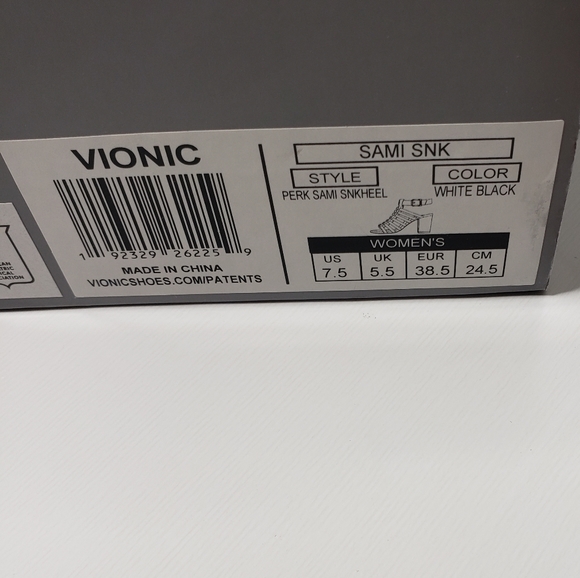 VIONIC
1 92329 26225 9
MADE IN CHINA
VIONICSHOES.COM/PATENTS
SAMI SNK
STYLE COLOR
PERK SAMI SNKHEEL WHITE BLACK
WOMEN'S
US UK EUR CM
7.5 5.5 38.5 24.5